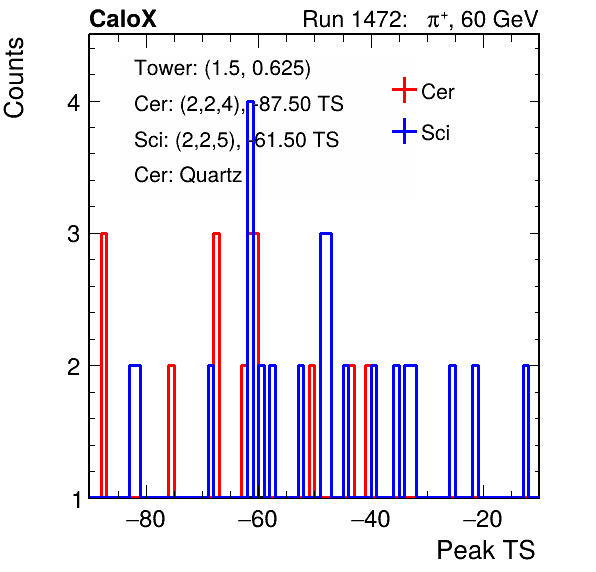 CaloX Run 1472: π⁺, 60 GeV
Counts
Tower: (1.5, 0.625)
Cer: (2,2,4), -87.50 TS
Sci: (2,2,5), -61.50 TS
Cer: Quartz
Cer
Sci
4
3
2
1
−80 −60 −40 −20
Peak TS